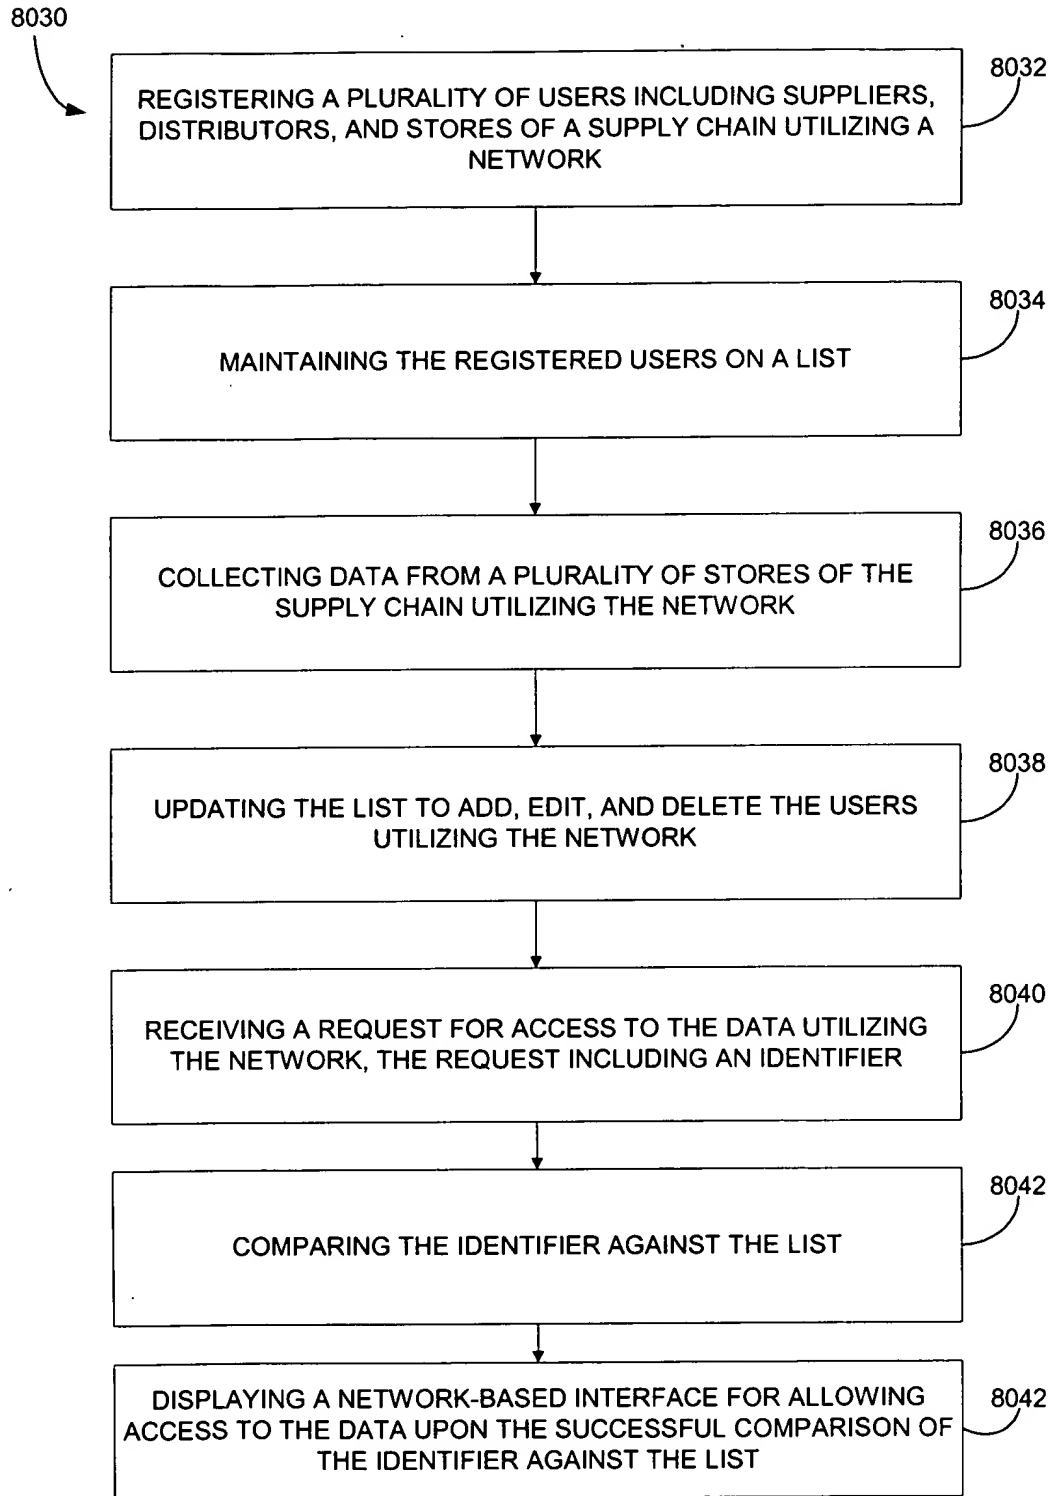 8030
8032
REGISTERING A PLURALITY OF USERS INCLUDING SUPPLIERS,
DISTRIBUTORS, AND STORES OF A SUPPLY CHAIN UTILIZING A
NETWORK
8034
MAINTAINING THE REGISTERED USERS ON A LIST
8036
COLLECTING DATA FROM A PLURALITY OF STORES OF THE
SUPPLY CHAIN UTILIZING THE NETWORK
8038
UPDATING THE LIST TO ADD, EDIT, AND DELETE THE USERS
UTILIZING THE NETWORK
8040
RECEIVING A REQUEST FOR ACCESS TO THE DATA UTILIZING
THE NETWORK, THE REQUEST INCLUDING AN IDENTIFIER
8042
COMPARING THE IDENTIFIER AGAINST THE LIST
8042
DISPLAYING A NETWORK-BASED INTERFACE FOR ALLOWING
ACCESS TO THE DATA UPON THE SUCCESSFUL COMPARISON OF
THE IDENTIFIER AGAINST THE LIST